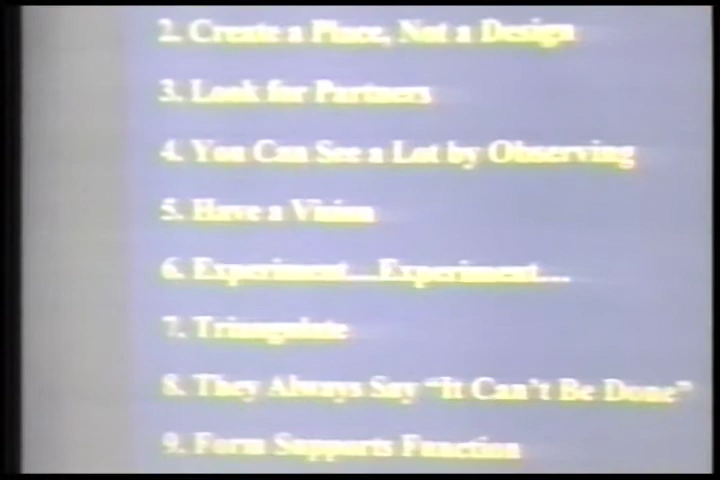 2. Create a Place, Not a Design
3. Look for Partners
4. You Can See a Lot by Observing
5. Have a Vision
6. Experiment...Experiment...
7. Triangulate
8. They Always Say “It Can't Be Done”
9. Form Supports Function